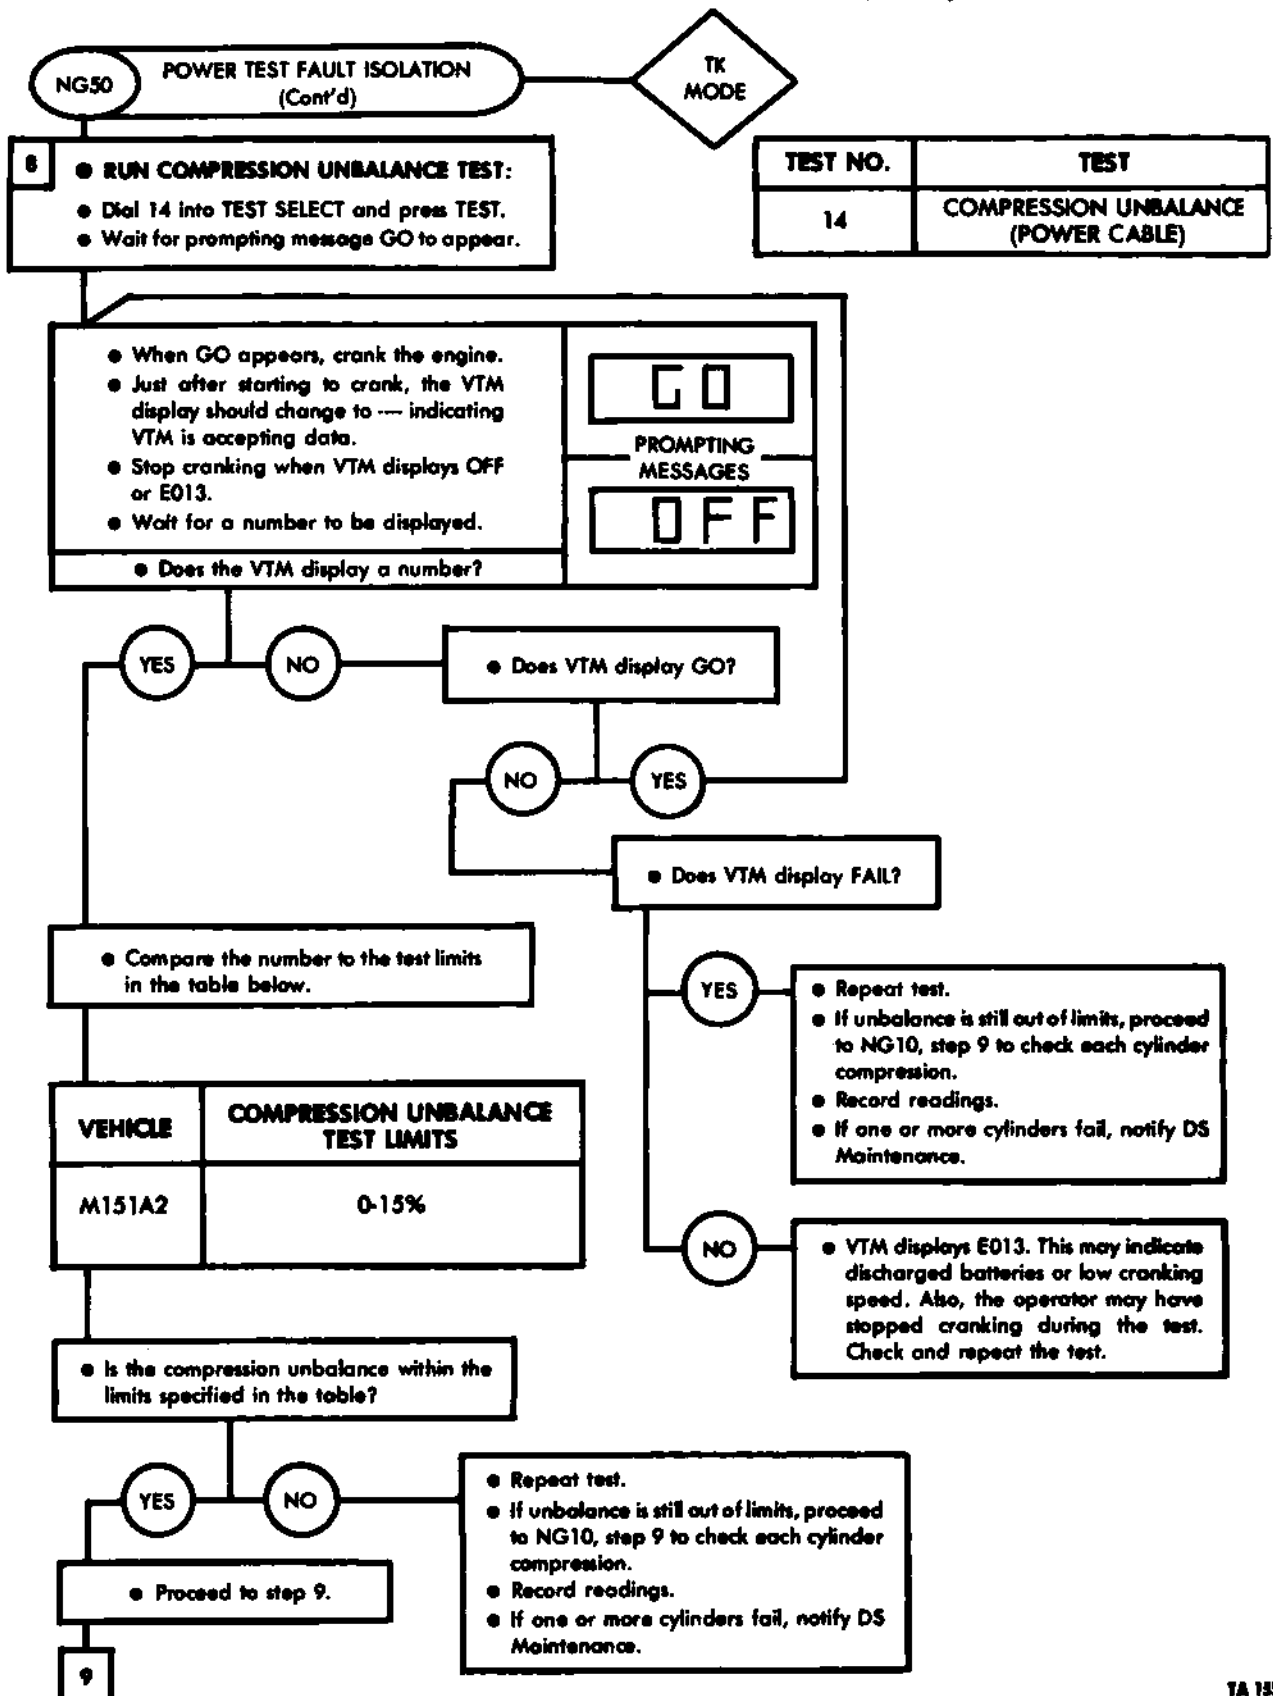 NG50
POWER TEST FAULT ISOLATION
(Cont'd)
TK
MODE
8
● RUN COMPRESSION UNBALANCE TEST:
● Dial 14 into TEST SELECT and press TEST.
● Wait for prompting message GO to appear.
TEST NO. TEST
14 COMPRESSION UNBALANCE
(POWER CABLE)
● When GO appears, crank the engine.
● Just after starting to crank, the VTM
display should change to --- indicating
VTM is accepting data.
● Stop cranking when VTM displays OFF
or E013.
● Wait for a number to be displayed.
● Does the VTM display a number?
GO
PROMPTING
MESSAGES
OFF
YES
NO
● Does VTM display GO?
NO
YES
● Does VTM display FAIL?
● Compare the number to the test limits
in the table below.
YES
● Repeat test.
● If unbalance is still out of limits, proceed
to NG10, step 9 to check each cylinder
compression.
● Record readings.
● If one or more cylinders fail, notify DS
Maintenance.
VEHICLE
COMPRESSION UNBALANCE
TEST LIMITS
M151A2
0-15%
NO
● VTM displays E013. This may indicate
discharged batteries or low cranking
speed. Also, the operator may have
stopped cranking during the test.
Check and repeat the test.
● Is the compression unbalance within the
limits specified in the table?
YES
NO
● Repeat test.
● If unbalance is still out of limits, proceed
to NG10, step 9 to check each cylinder
compression.
● Record readings.
● If one or more cylinders fail, notify DS
Maintenance.
● Proceed to step 9.
9
TA